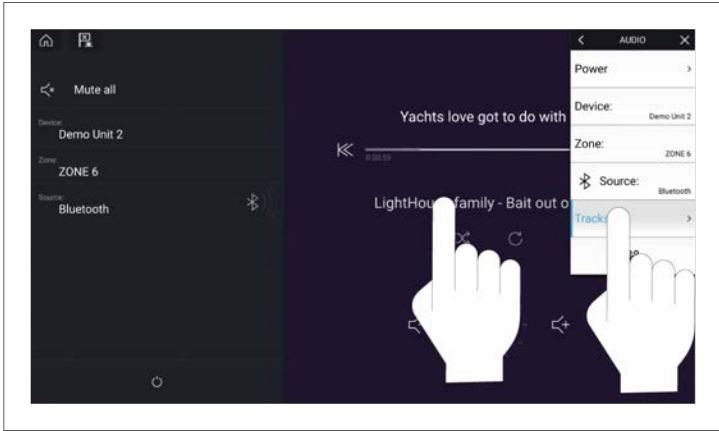 Mute all
Device:
Demo Unit 2
Zone:
ZONE 6
Source:
Bluetooth
Yachts love got to do with
0:00:55
LightHou family - Bait out o
AUDIO
Power
Device:
Demo Unit 2
Zone:
ZONE 6
Source:
Bluetooth
Track